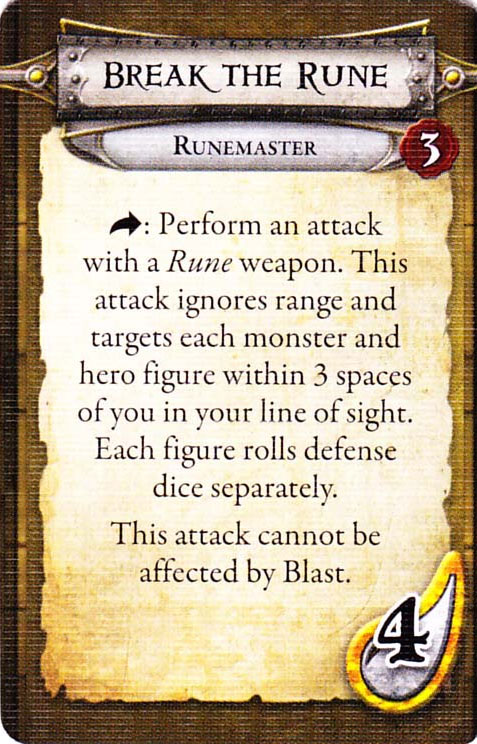 BREAK THE RUNE
RUNEMASTER
3
: Perform an attack
with a Rune weapon. This
attack ignores range and
targets each monster and
hero figure within 3 spaces
of you in your line of sight.
Each figure rolls defense
dice separately.
This attack cannot be
affected by Blast.
4